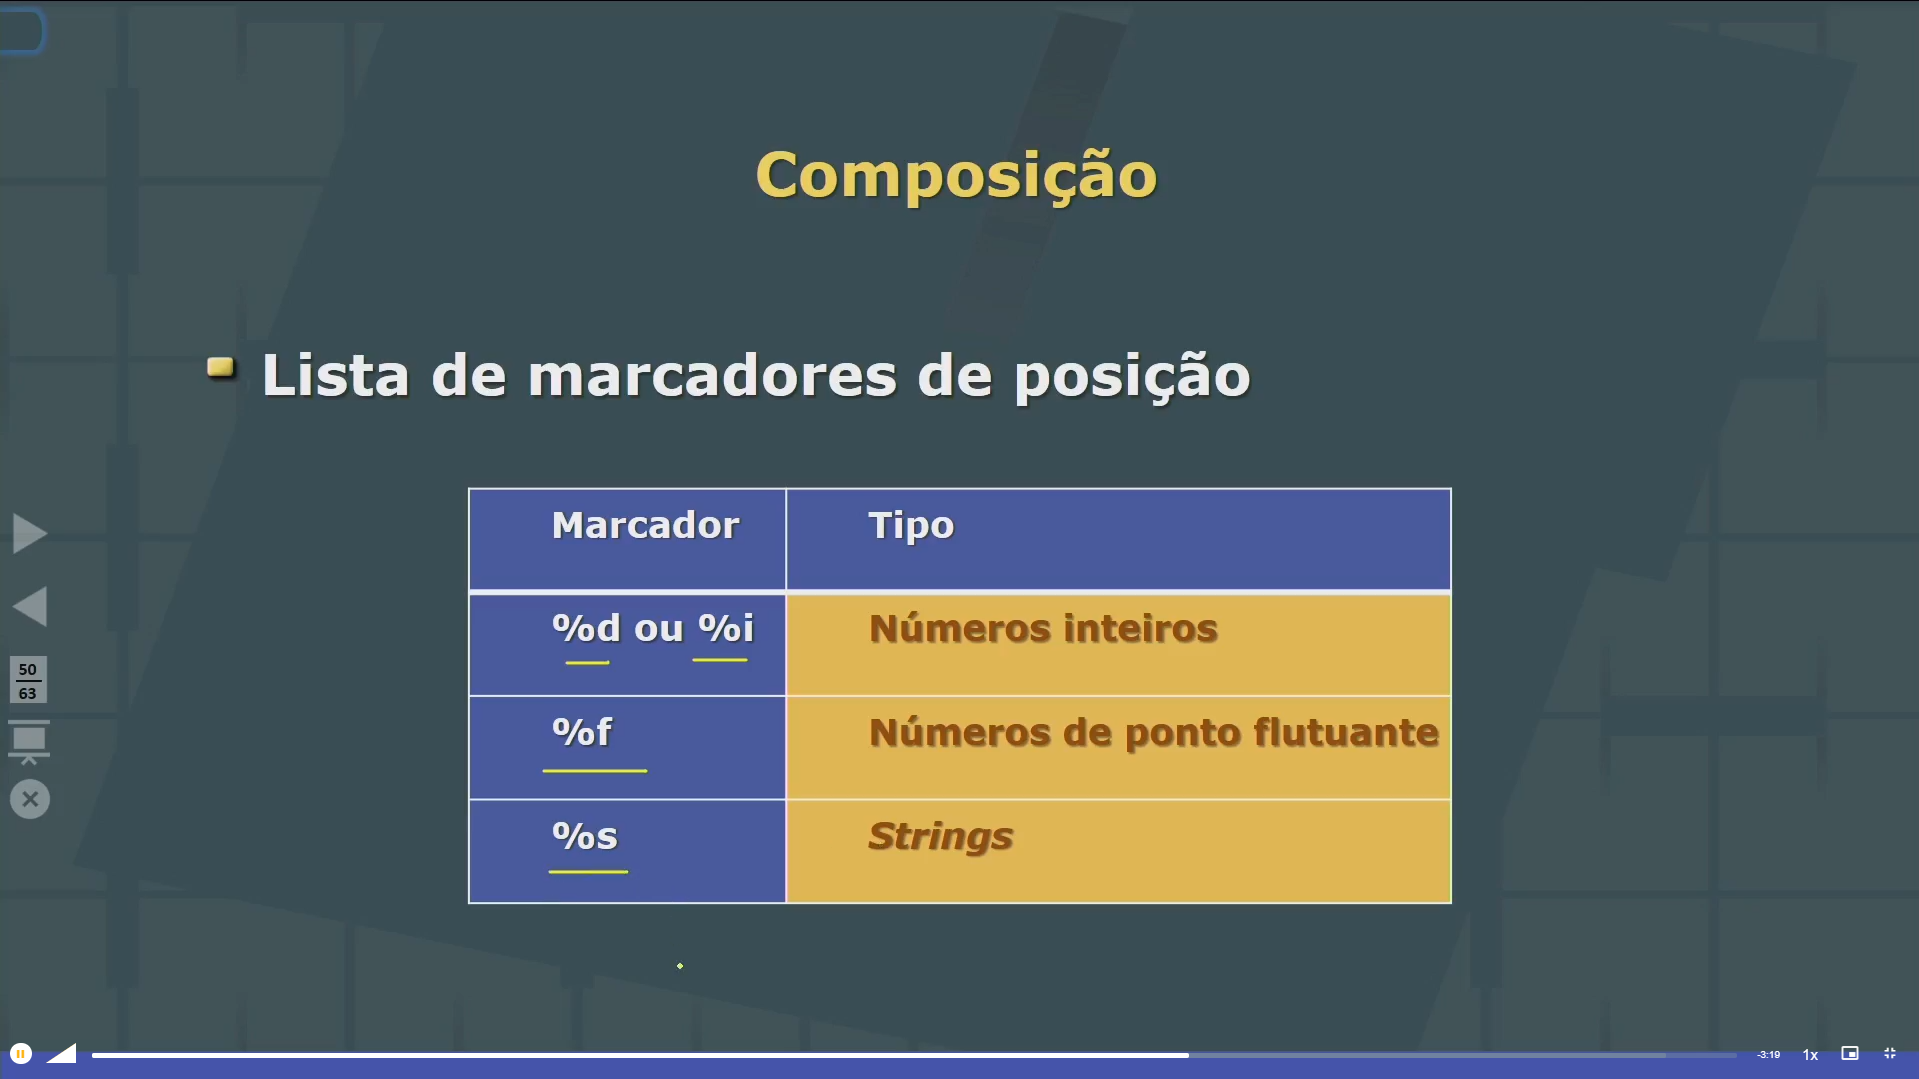 Composição
Lista de marcadores de posição
Marcador Tipo
%d ou %i Números inteiros
%f Números de ponto flutuante
%s Strings
50
63
-3:19 1x